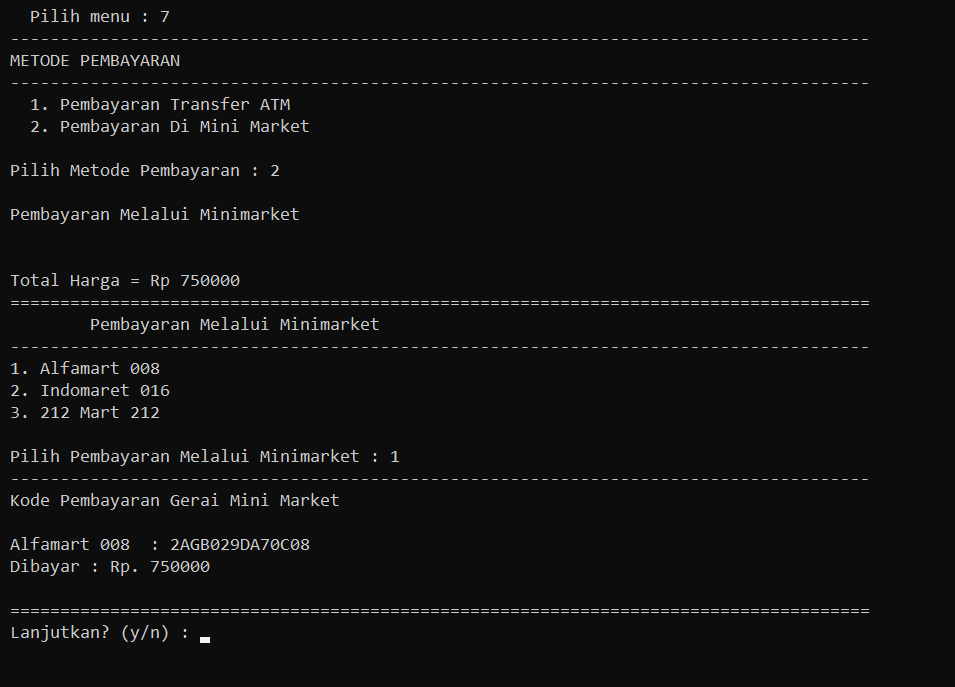 Pilih menu : 7
--------------------------------------------------------------------------------------
METODE PEMBAYARAN
--------------------------------------------------------------------------------------
1. Pembayaran Transfer ATM
2. Pembayaran Di Mini Market
Pilih Metode Pembayaran : 2
Pembayaran Melalui Minimarket
Total Harga = Rp 750000
======================================================================================
Pembayaran Melalui Minimarket
--------------------------------------------------------------------------------------
1. Alfamart 008
2. Indomaret 016
3. 212 Mart 212
Pilih Pembayaran Melalui Minimarket : 1
--------------------------------------------------------------------------------------
Kode Pembayaran Gerai Mini Market
Alfamart 008  : 2AGB029DA70C08
Dibayar : Rp. 750000
======================================================================================
Lanjutkan? (y/n) :